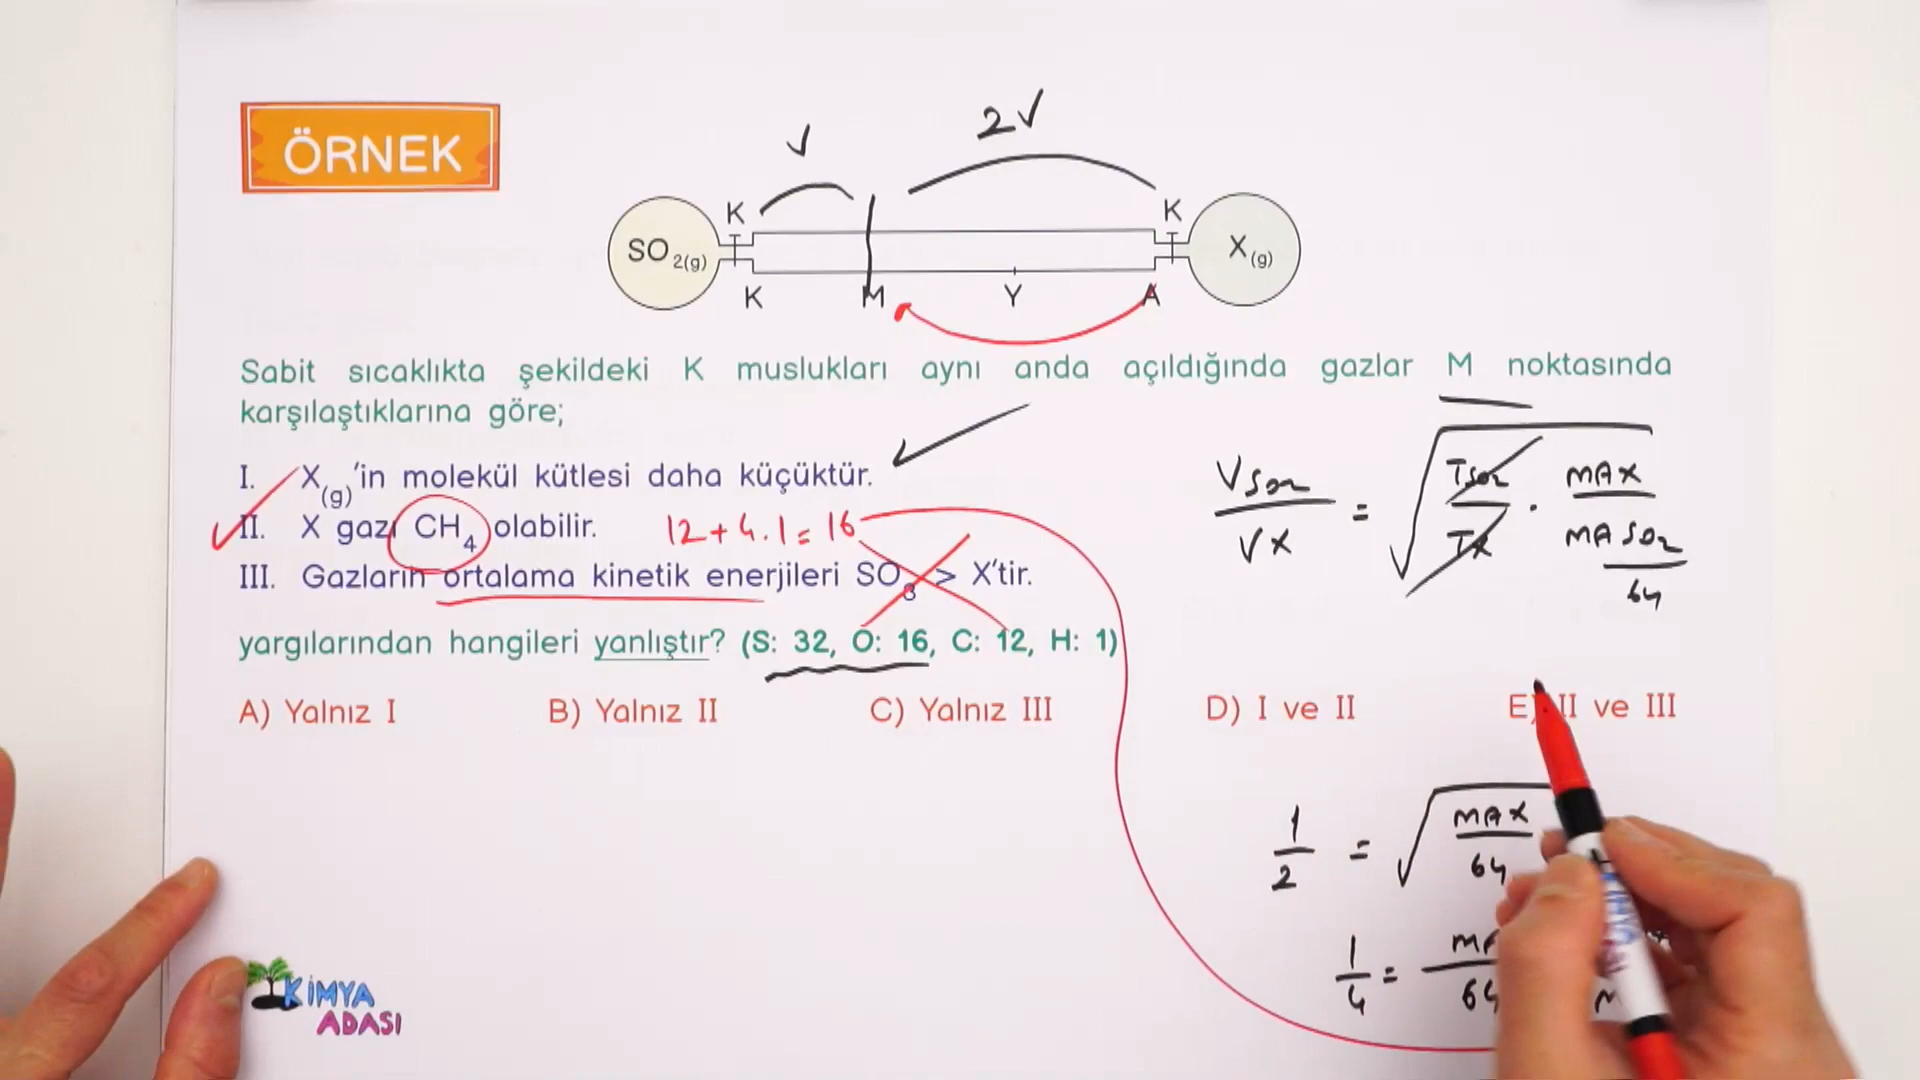 ÖRNEK
V
2V
K
K
SO2(g)
X(g)
K
M
Y
A
Sabit sıcaklıkta şekildeki K muslukları aynı anda açıldığında gazlar M noktasında
karşılaştıklarına göre;
I. X(g)'in molekül kütlesi daha küçüktür.
II. X gazı CH4 olabilir.
12 + 4.1 = 16
III. Gazların ortalama kinetik enerjileri SO2 > X'tir.
VSO2 / VX = √ TSO2 / TX . MAX / MASO2
64
yargılarından hangileri yanlıştır? (S: 32, O: 16, C: 12, H: 1)
A) Yalnız I
B) Yalnız II
C) Yalnız III
D) I ve II
E) II ve III
1/2 = √ MAX / 64
1/4 = 64
KİMYA
ADASI